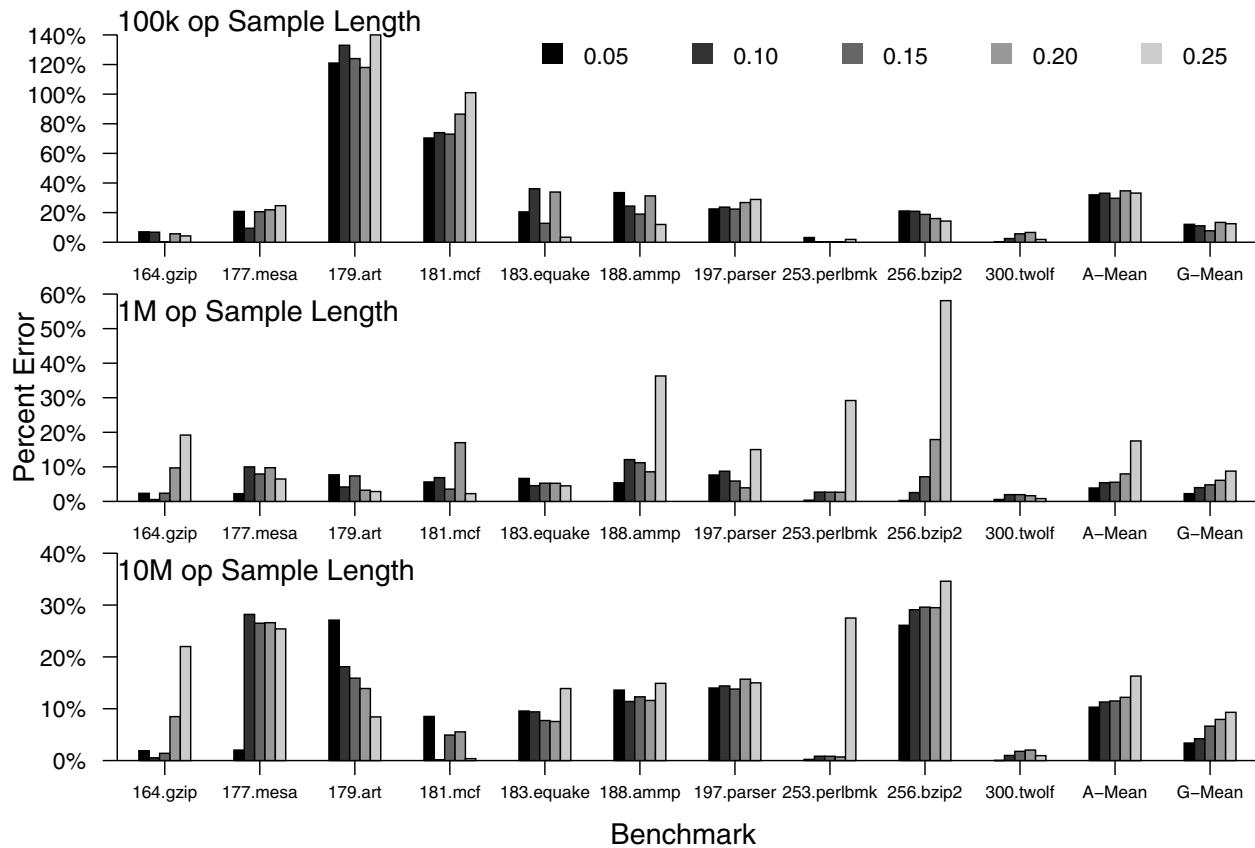 100k op Sample Length
0.05 0.10 0.15 0.20 0.25
140%
120%
100%
80%
60%
40%
20%
0%
164.gzip 177.mesa 179.art 181.mcf 183.equake 188.ammp 197.parser 253.perlbmk 256.bzip2 300.twolf A−Mean G−Mean
1M op Sample Length
60%
50%
40%
30%
20%
10%
0%
Percent Error
164.gzip 177.mesa 179.art 181.mcf 183.equake 188.ammp 197.parser 253.perlbmk 256.bzip2 300.twolf A−Mean G−Mean
10M op Sample Length
40%
30%
20%
10%
0%
164.gzip 177.mesa 179.art 181.mcf 183.equake 188.ammp 197.parser 253.perlbmk 256.bzip2 300.twolf A−Mean G−Mean
Benchmark